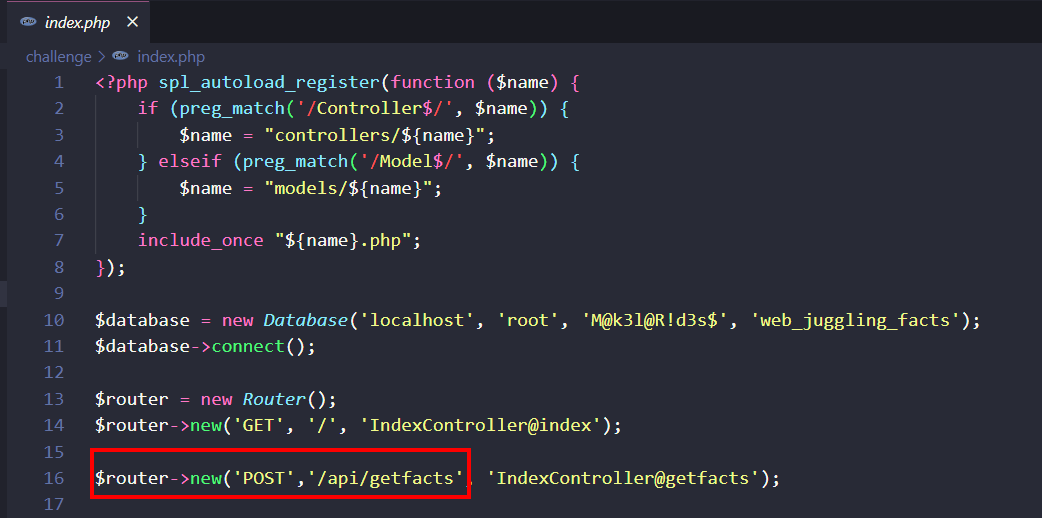 index.php ×
challenge > index.php
1 <?php spl_autoload_register(function ($name) {
2 if (preg_match('/Controller$/', $name)) {
3 $name = "controllers/${name}";
4 } elseif (preg_match('/Model$/', $name)) {
5 $name = "models/${name}";
6 }
7 include_once "${name}.php";
8 });
9
10 $database = new Database('localhost', 'root', 'M@k3l@R!d3s$', 'web_juggling_facts');
11 $database->connect();
12
13 $router = new Router();
14 $router->new('GET', '/', 'IndexController@index');
15
16 $router->new('POST','/api/getfacts', 'IndexController@getfacts');
17